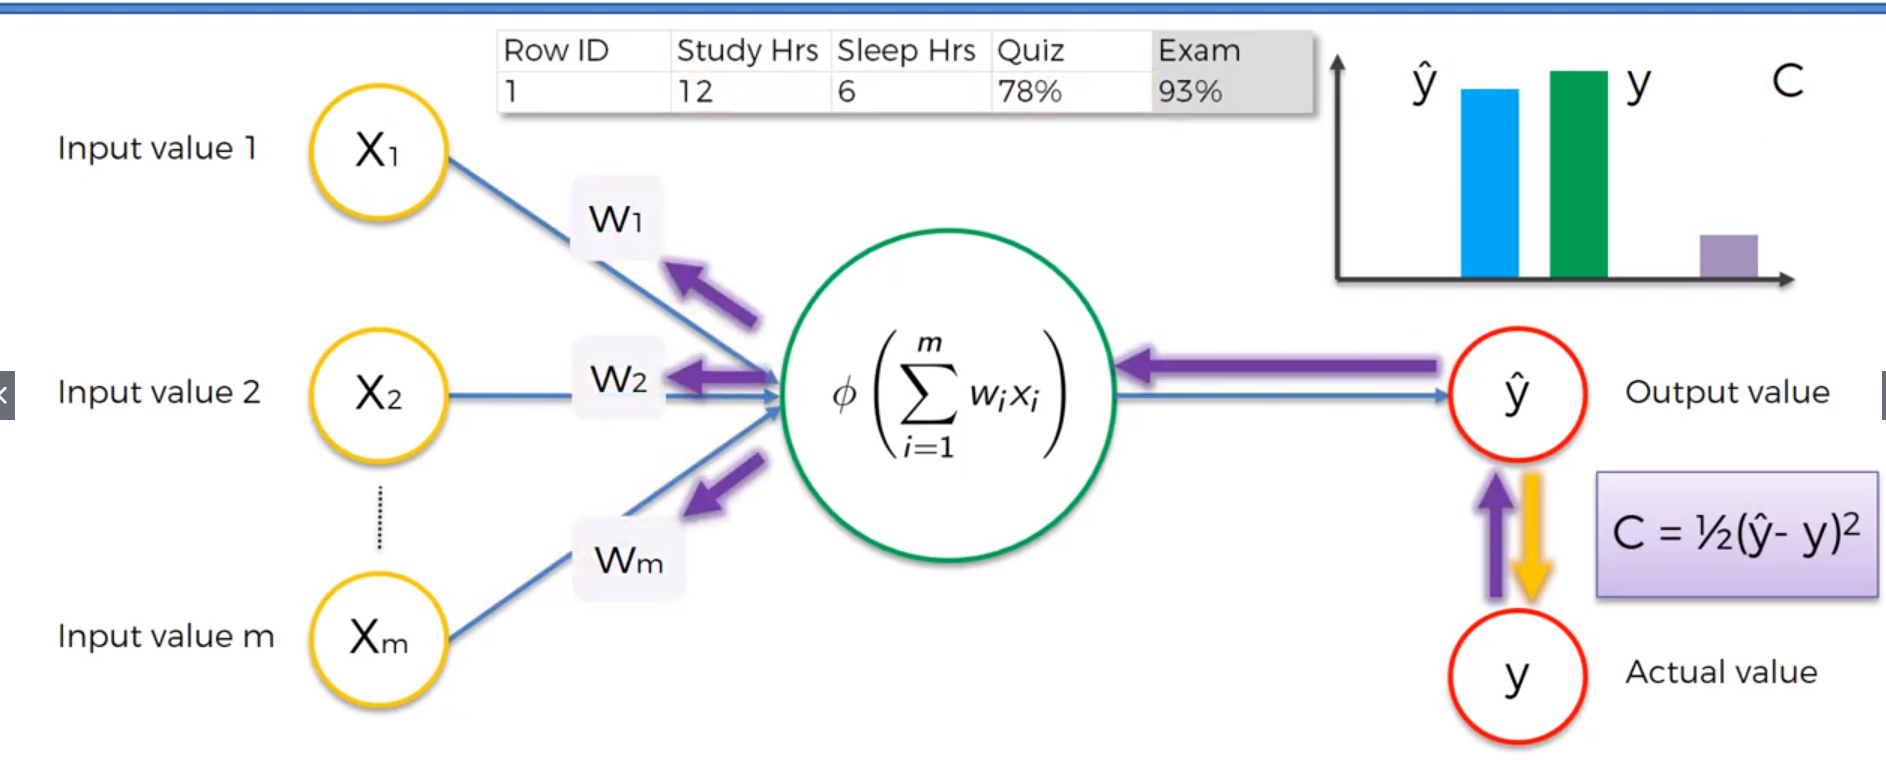 Row ID Study Hrs Sleep Hrs Quiz Exam
1 12 6 78% 93%
ŷ y C
Input value 1 X1
W1
Input value 2 X2
W2
ϕ(∑ᵢ₌₁ᵐ wᵢxᵢ)
ŷ Output value
C = ½(ŷ- y)²
Wm
Input value m Xm
y Actual value